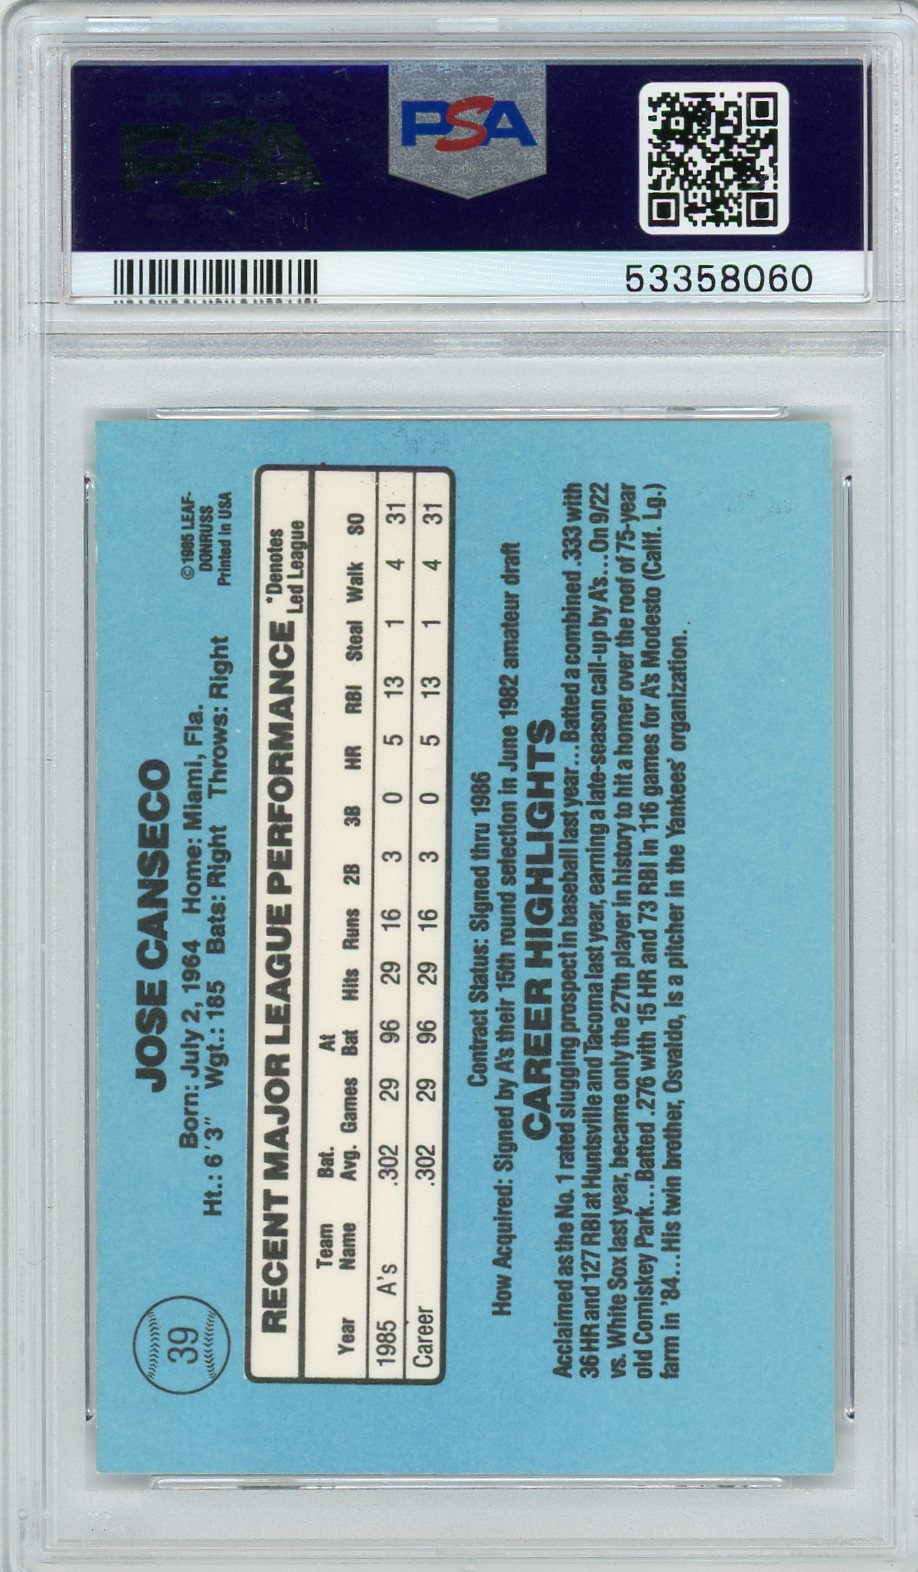 PSA
PSA
53358060
39
JOSE CANSECO
Born: July 2, 1964 Home: Miami, Fla.
Ht.: 6'3" Wgt.: 185 Bats: Right Throws: Right
© 1985 LEAF-
DONRUSS
Printed in USA
RECENT MAJOR LEAGUE PERFORMANCE
*Denotes
Led League
Year Team Name Bat. Avg. Games At Bat Hits Runs 2B 3B HR RBI Steal Walk SO
1985 A's .302 29 96 29 16 3 0 5 13 1 4 31
Career .302 29 96 29 16 3 0 5 13 1 4 31
Contract Status: Signed thru 1986
How Acquired: Signed by A's their 15th round selection in June 1982 amateur draft
CAREER HIGHLIGHTS
Acclaimed as the No. 1 rated slugging prospect in baseball last year...Batted a combined .333 with
36 HR and 127 RBI at Huntsville and Tacoma last year, earning a late-season call-up by A's...On 9/22
vs. White Sox last year, became only the 27th player in history to hit a homer over the roof of 75-year
old Comiskey Park...Batted .276 with 15 HR and 73 RBI in 116 games for A's Modesto (Calif. Lg.)
farm in '84...His twin brother, Osvaldo, is a pitcher in the Yankees' organization.